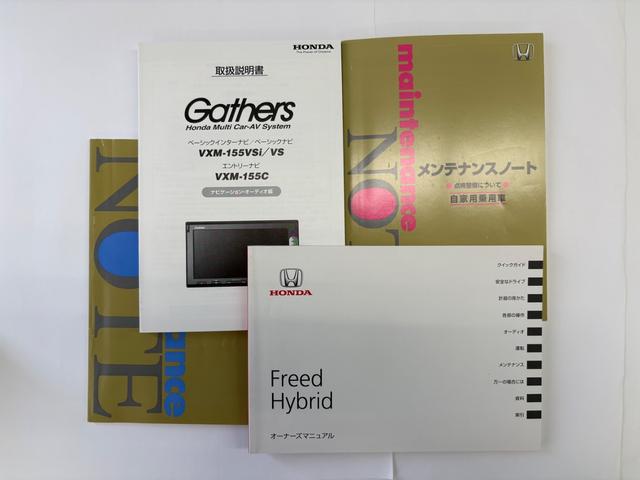 HONDA
The Power of Dreams
取扱説明書
Gathers
Honda Multi Car-AV System
ベーシックインターナビ／ベーシックナビ
VXM-155VSi／VS
エントリーナビ
VXM-155C
ナビゲーション・オーディオ編
maintenance
NOT
メンテナンスノート
点検整備について
自家用乗用車
NOTE
nance
HONDA
Freed
Hybrid
オーナーズマニュアル
クイックガイド
安全なドライブ
計器の見かた
各部の操作
オーディオ
運転
メンテナンス
万一の場合には
資料
索引